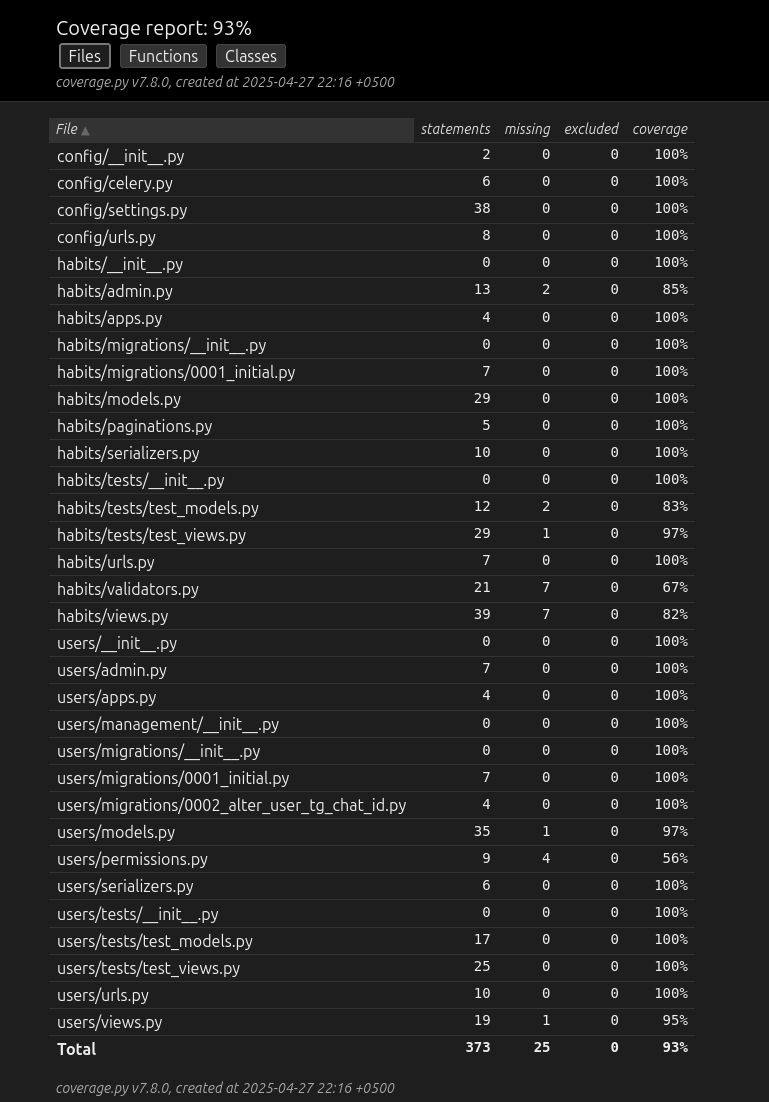 Coverage report: 93%
Files Functions Classes
coverage.py v7.8.0, created at 2025-04-27 22:16 +0500
File ▲ statements missing excluded coverage
config/__init__.py 2 0 0 100%
config/celery.py 6 0 0 100%
config/settings.py 38 0 0 100%
config/urls.py 8 0 0 100%
habits/__init__.py 0 0 0 100%
habits/admin.py 13 2 0 85%
habits/apps.py 4 0 0 100%
habits/migrations/__init__.py 0 0 0 100%
habits/migrations/0001_initial.py 7 0 0 100%
habits/models.py 29 0 0 100%
habits/paginations.py 5 0 0 100%
habits/serializers.py 10 0 0 100%
habits/tests/__init__.py 0 0 0 100%
habits/tests/test_models.py 12 2 0 83%
habits/tests/test_views.py 29 1 0 97%
habits/urls.py 7 0 0 100%
habits/validators.py 21 7 0 67%
habits/views.py 39 7 0 82%
users/__init__.py 0 0 0 100%
users/admin.py 7 0 0 100%
users/apps.py 4 0 0 100%
users/management/__init__.py 0 0 0 100%
users/migrations/__init__.py 0 0 0 100%
users/migrations/0001_initial.py 7 0 0 100%
users/migrations/0002_alter_user_tg_chat_id.py 4 0 0 100%
users/models.py 35 1 0 97%
users/permissions.py 9 4 0 56%
users/serializers.py 6 0 0 100%
users/tests/__init__.py 0 0 0 100%
users/tests/test_models.py 17 0 0 100%
users/tests/test_views.py 25 0 0 100%
users/urls.py 10 0 0 100%
users/views.py 19 1 0 95%
Total 373 25 0 93%
coverage.py v7.8.0, created at 2025-04-27 22:16 +0500